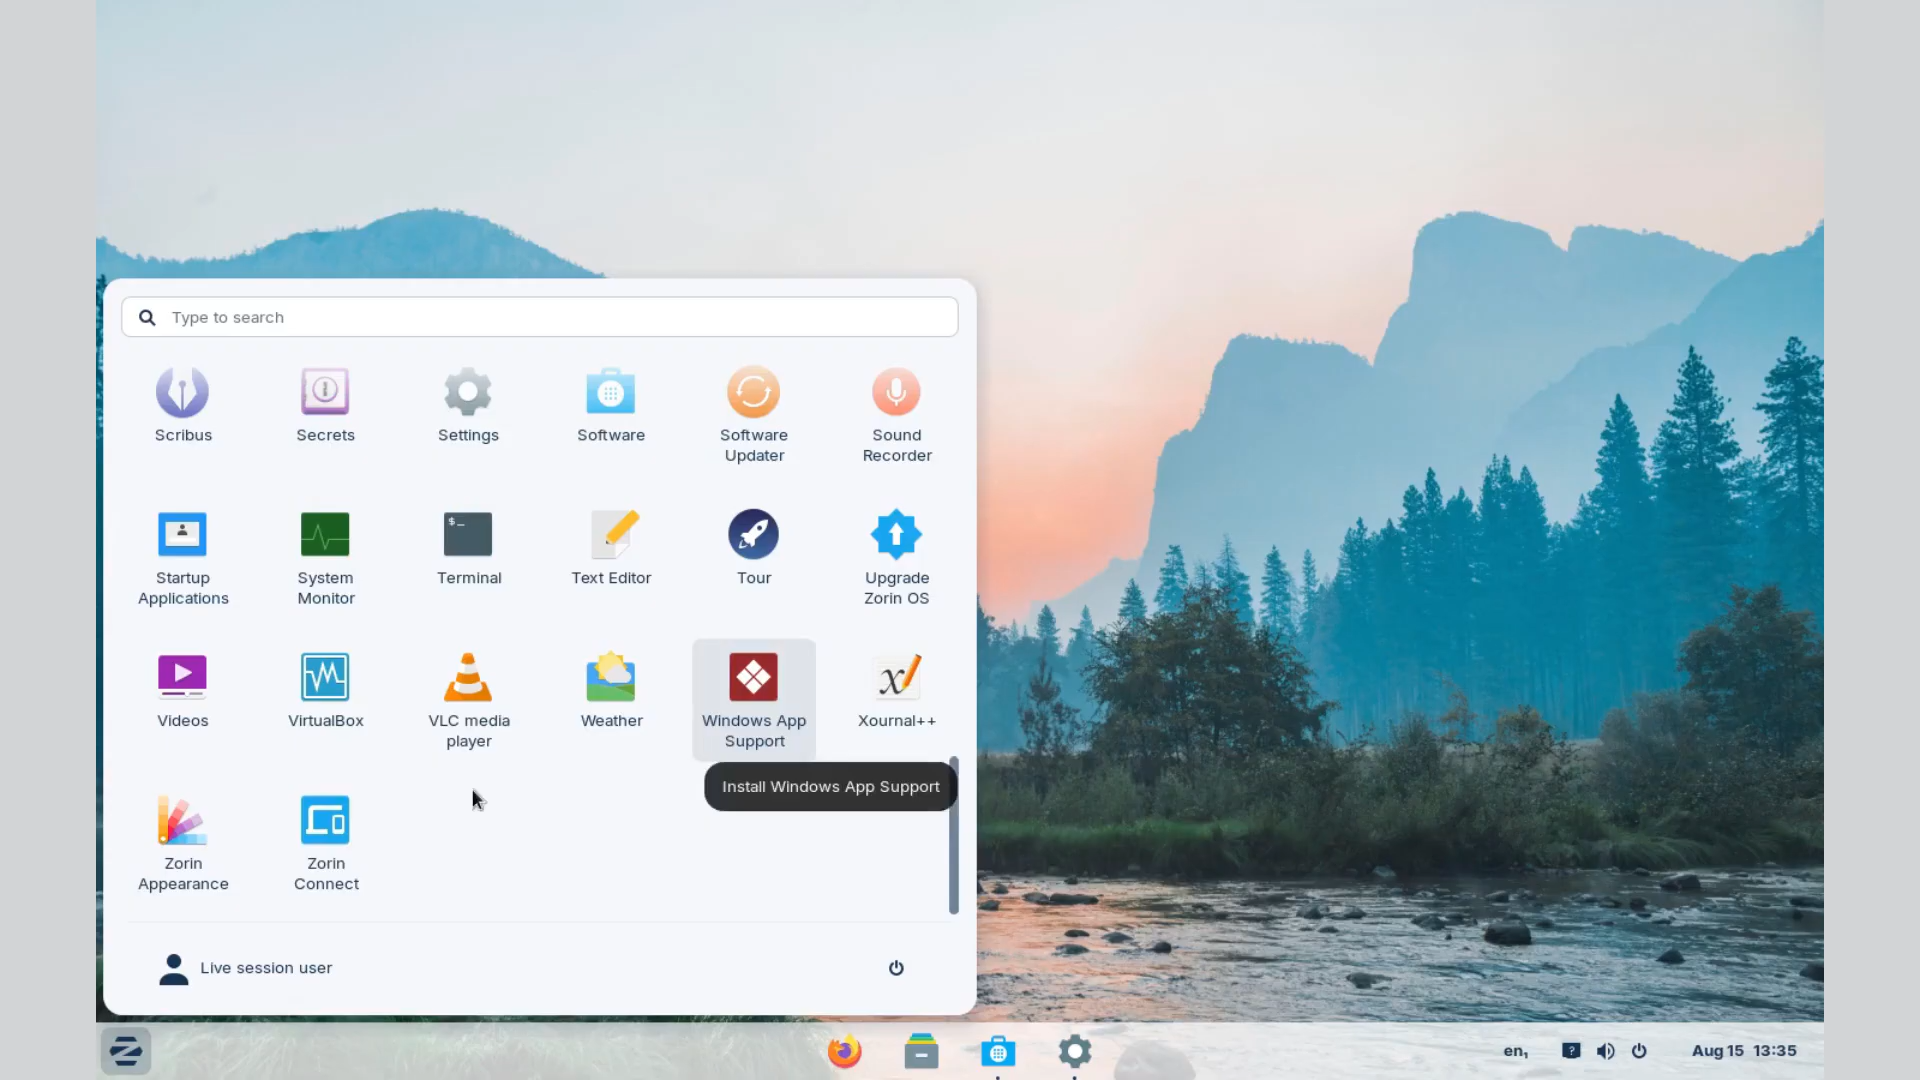 Type to search
Scribus
Secrets
Settings
Software
Software
Updater
Sound
Recorder
$_
Startup
Applications
System
Monitor
Terminal
Text Editor
Tour
Upgrade
Zorin OS
Videos
VirtualBox
VLC media
player
Weather
Windows App
Support
Xournal++
Install Windows App Support
Zorin
Appearance
Zorin
Connect
Live session user
en₁
Aug 15 13:35